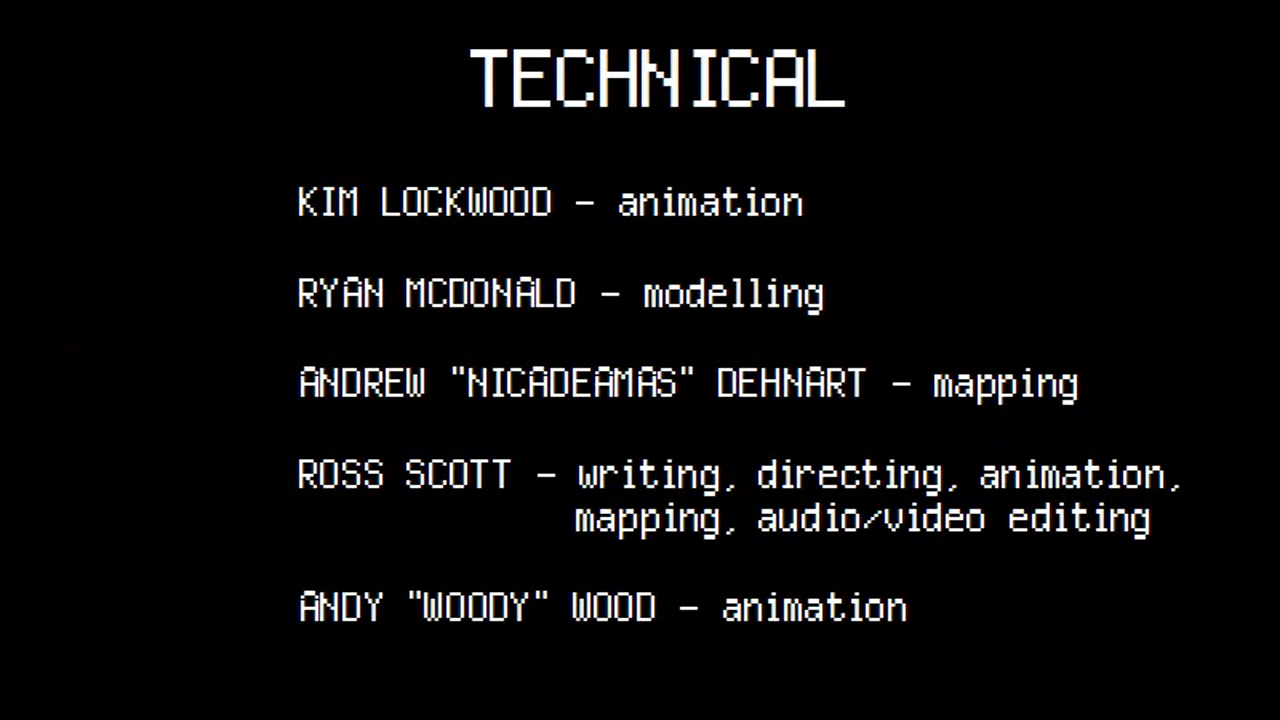 TECHNICAL
KIM LOCKWOOD - animation
RYAN MCDONALD - modelling
ANDREW "NICADEAMAS" DEHNART - mapping
ROSS SCOTT - writing, directing, animation,
mapping, audio/video editing
ANDY "WOODY" WOOD - animation